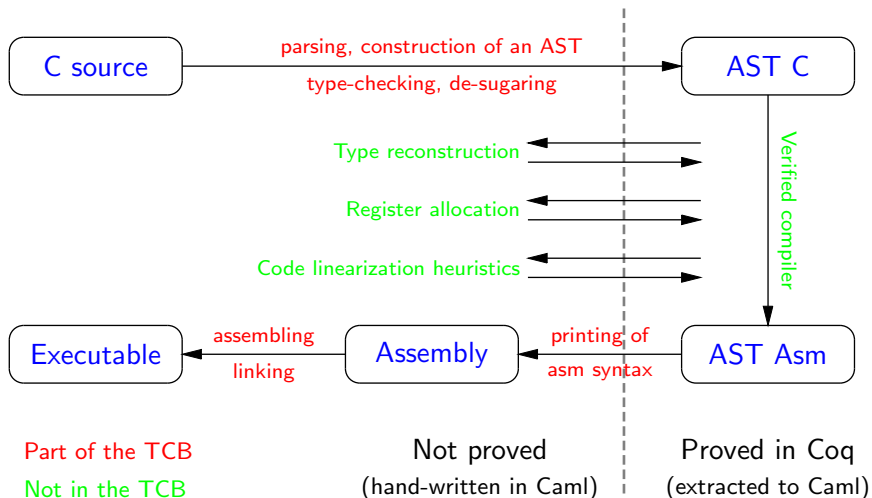 parsing, construction of an AST
C source
AST C
type-checking, de-sugaring
Type reconstruction
Verified compiler
Register allocation
Code linearization heuristics
assembling
printing of
Executable
Assembly
AST Asm
linking
asm syntax
Part of the TCB
Not proved
Proved in Coq
Not in the TCB
(hand-written in Caml)
(extracted to Caml)